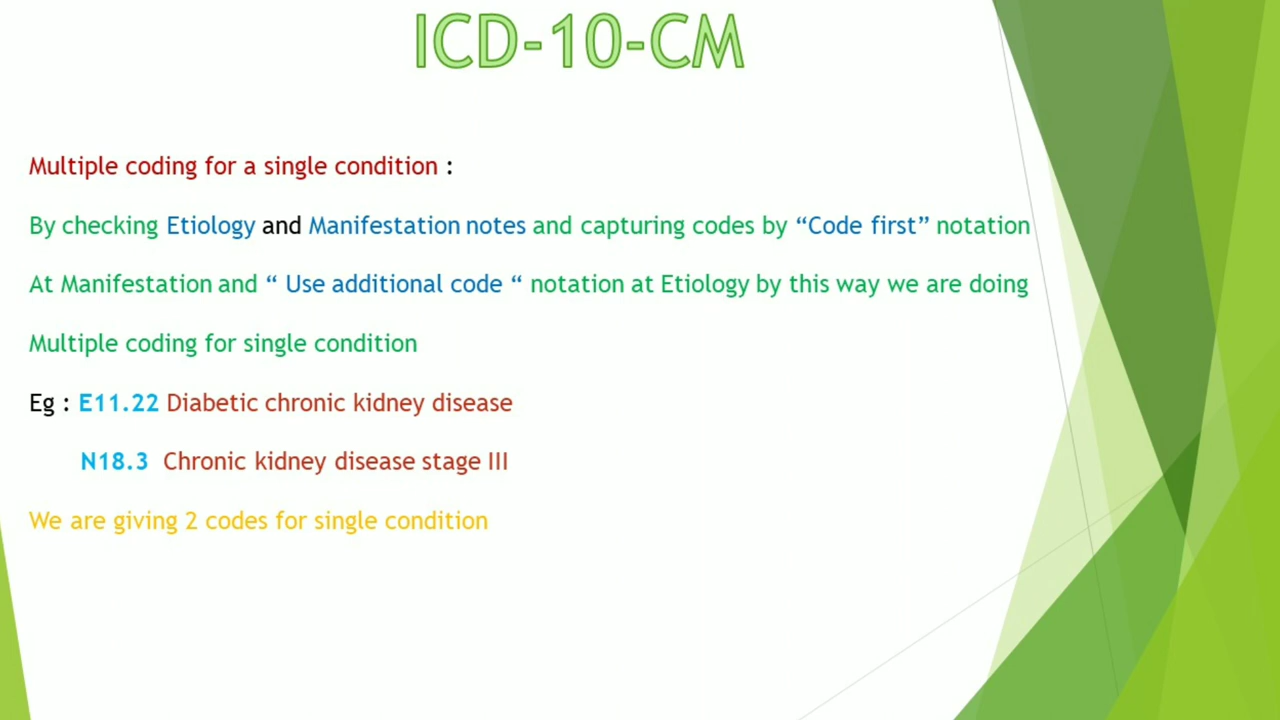 ICD-10-CM
Multiple coding for a single condition :
By checking Etiology and Manifestation notes and capturing codes by “Code first” notation
At Manifestation and “ Use additional code “ notation at Etiology by this way we are doing
Multiple coding for single condition
Eg : E11.22 Diabetic chronic kidney disease
N18.3 Chronic kidney disease stage III
We are giving 2 codes for single condition